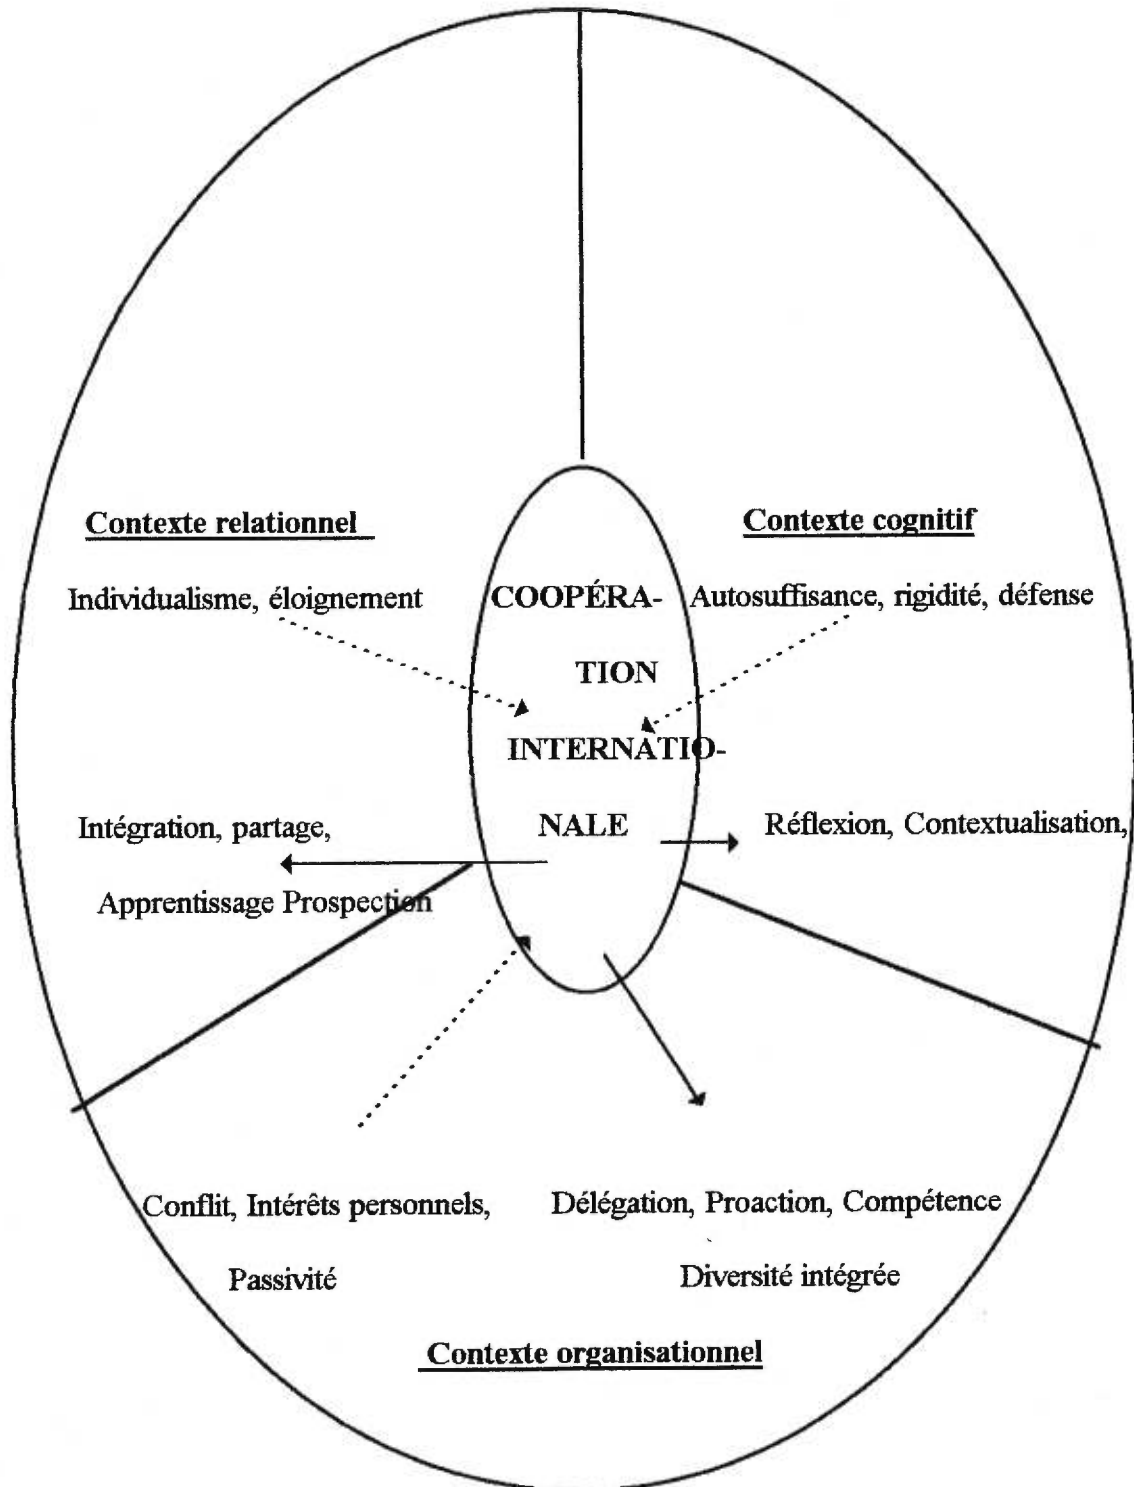 Contexte relationnel
Contexte cognitif
Individualisme, éloignement
COOPÉRA-
Autosuffisance, rigidité, défense
TION
INTERNATIO-
Intégration, partage,
NALE
Réflexion, Contextualisation,
Apprentissage Prospection
Conflit, Intérêts personnels,
Délégation, Proaction, Compétence
Passivité
Diversité intégrée
Contexte organisationnel